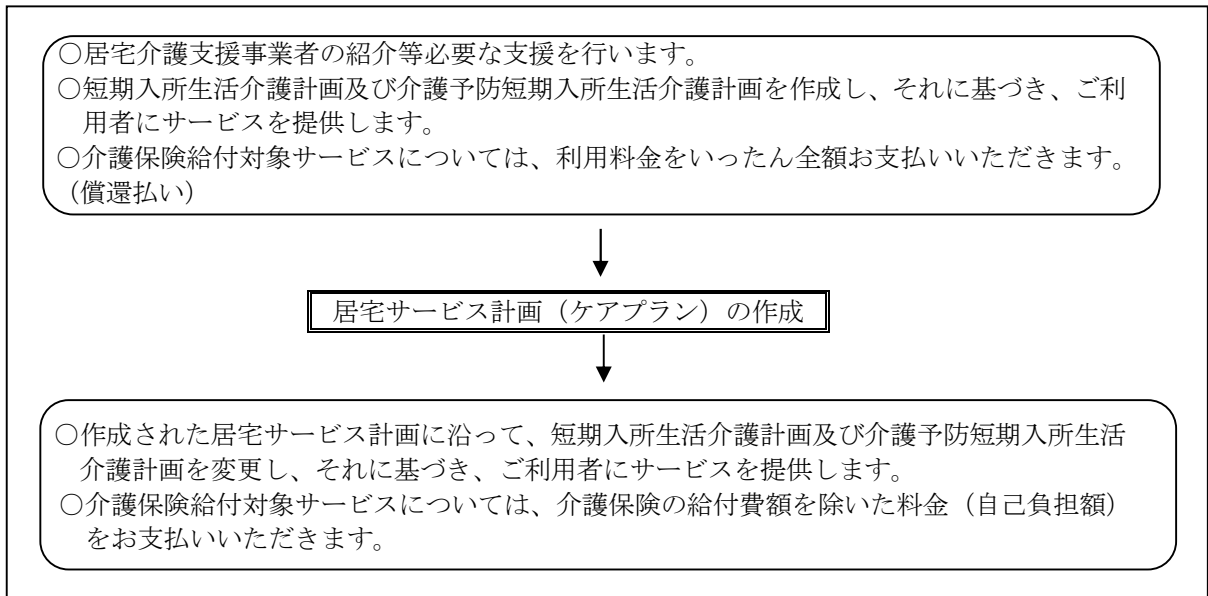 ○居宅介護支援事業者の紹介等必要な支援を行います。
○短期入所生活介護計画及び介護予防短期入所生活介護計画を作成し、それに基づき、ご利
用者にサービスを提供します。
○介護保険給付対象サービスについては、利用料金をいったん全額お支払いいただきます。
（償還払い）
居宅サービス計画（ケアプラン）の作成
○作成された居宅サービス計画に沿って、短期入所生活介護計画及び介護予防短期入所生活
介護計画を変更し、それに基づき、ご利用者にサービスを提供します。
○介護保険給付対象サービスについては、介護保険の給付費額を除いた料金（自己負担額）
をお支払いいただきます。